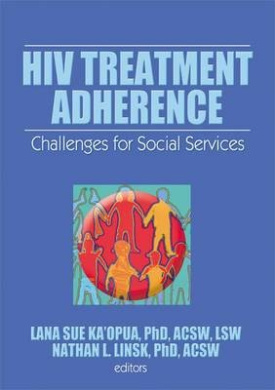 HIV TREATMENT
ADHERENCE
Challenges for Social Services
LANA SUE KA'OPUA, PhD, ACSW, LSW
NATHAN L. LINSK, PhD, ACSW
editors